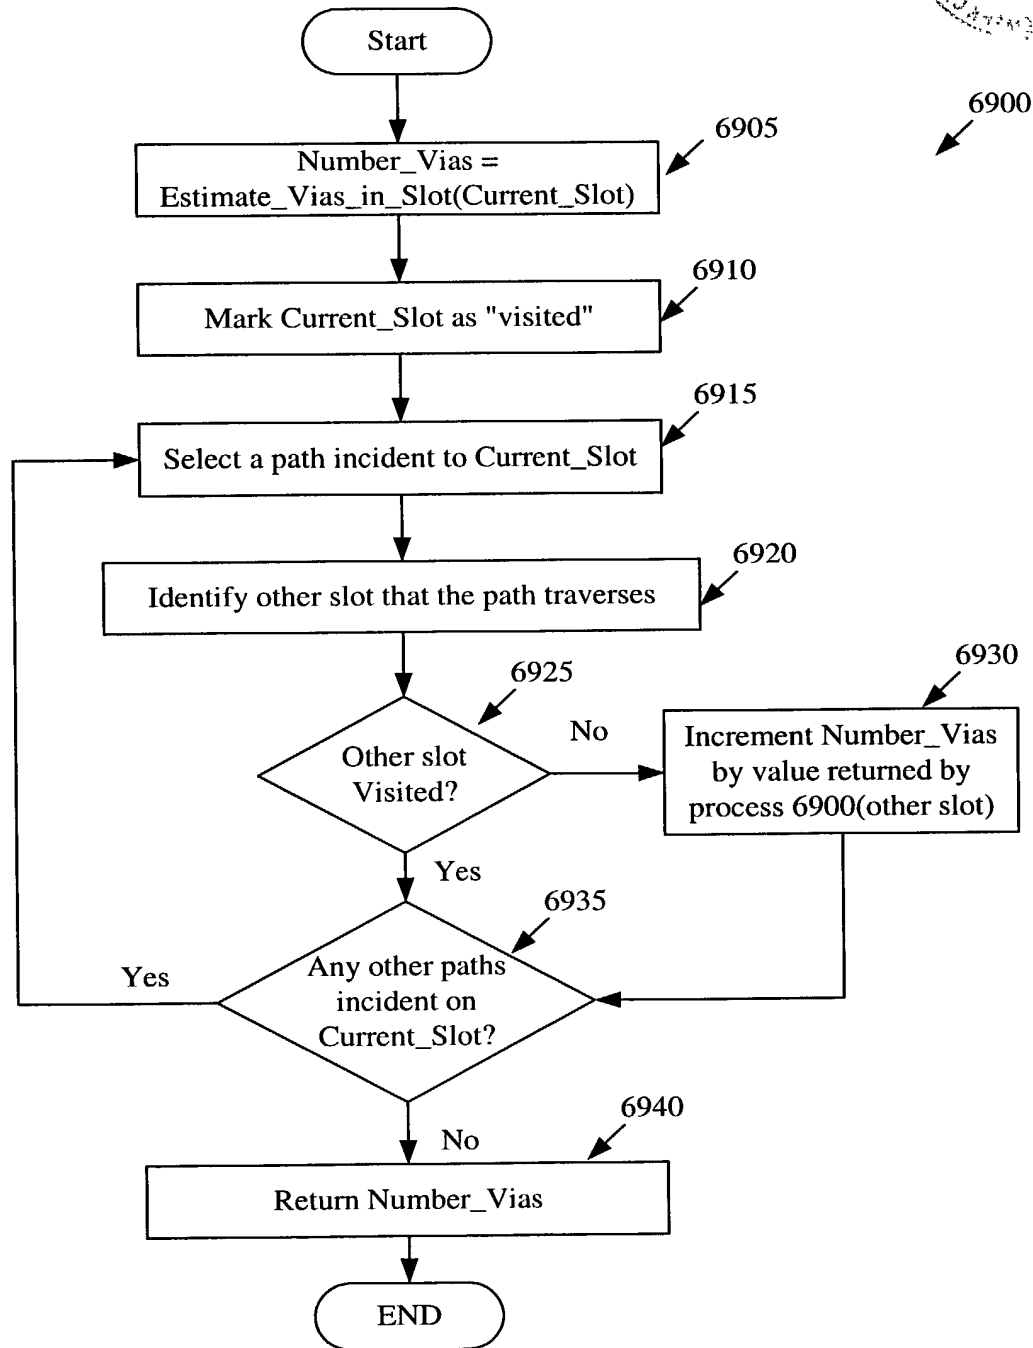 Start
6900
6905
Number_Vias =
Estimate_Vias_in_Slot(Current_Slot)
6910
Mark Current_Slot as "visited"
6915
Select a path incident to Current_Slot
6920
Identify other slot that the path traverses
6925
6930
Other slot
Visited?
No
Increment Number_Vias
by value returned by
process 6900(other slot)
Yes
6935
Any other paths
incident on
Current_Slot?
Yes
6940
No
Return Number_Vias
END